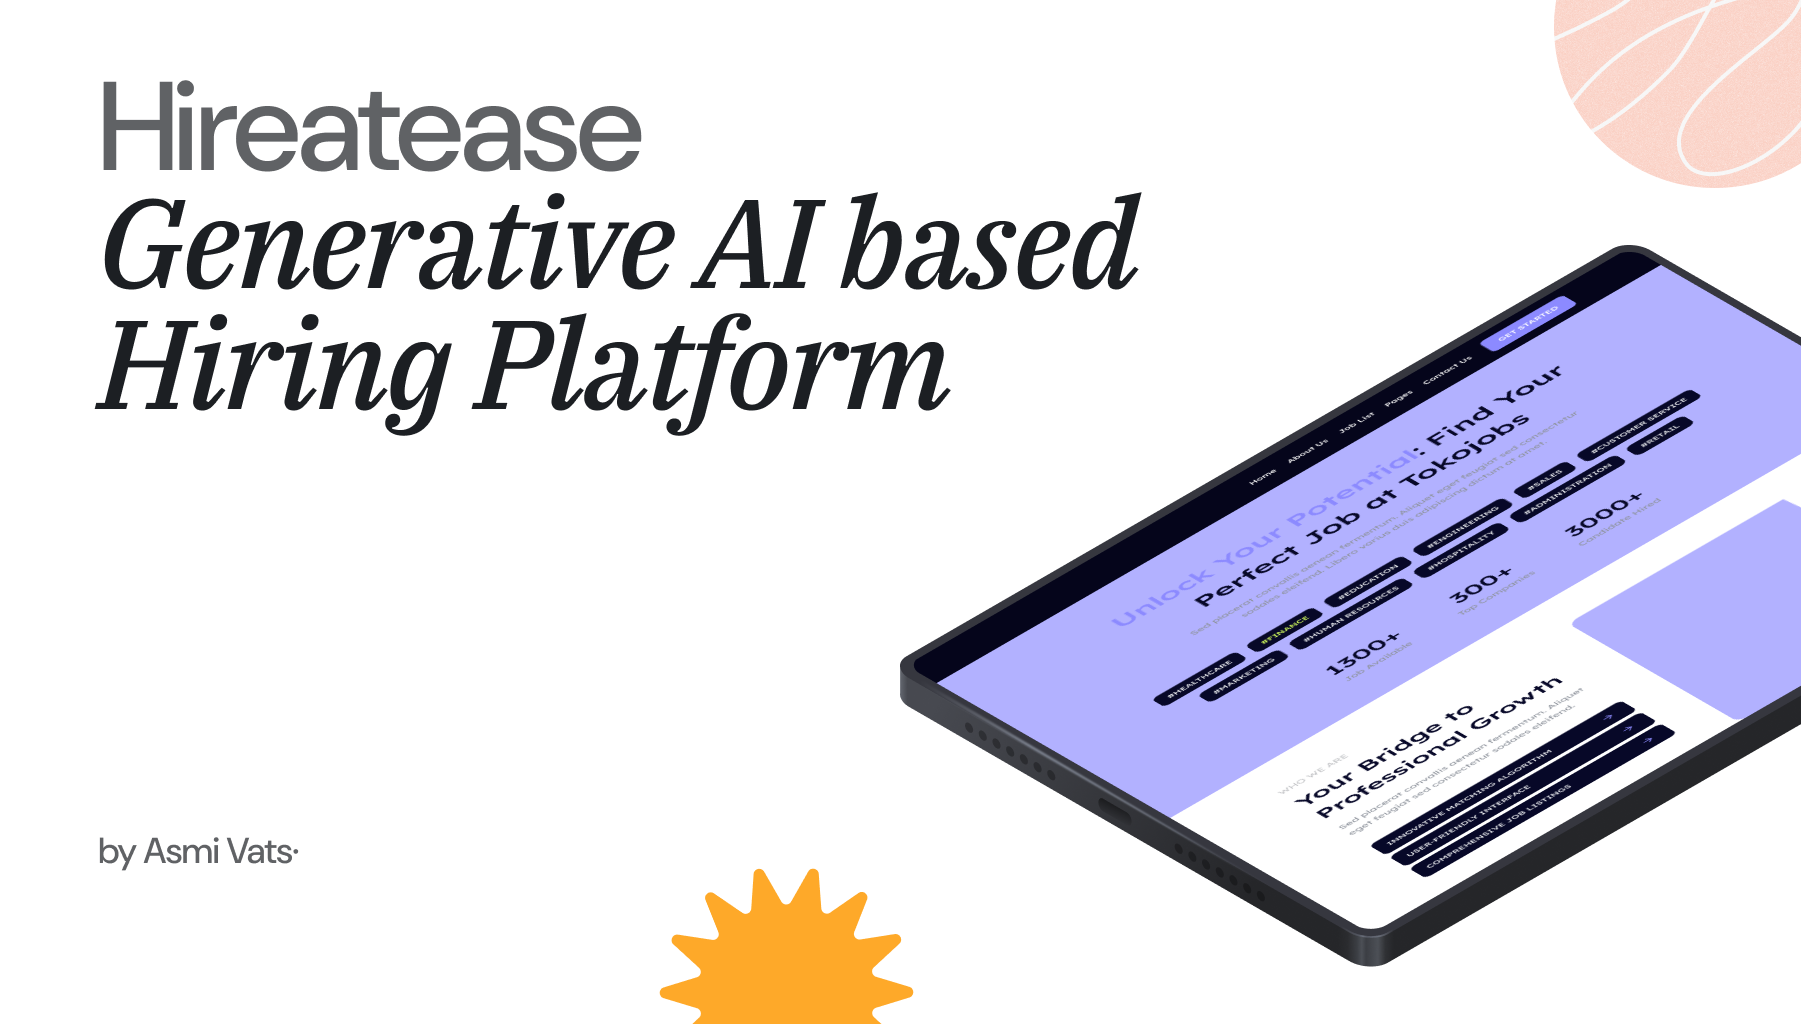 Hireatease
Generative AI based
Hiring Platform
by Asmi Vats·
Home About Us Job List Pages Contact Us GET STARTED
Unlock Your Potential: Find Your
Perfect Job at Tokojobs
Sed placerat convallis aenean fermentum. Aliquet eget feugiat sed consectetur
sodales eleifend. Libero varius duis adipiscing dictum at amet.
#HEALTHCARE #FINANCE #EDUCATION #ENGINEERING #SALES #CUSTOMER SERVICE
#MARKETING #HUMAN RESOURCES #HOSPITALITY #ADMINISTRATION #RETAIL
1300+ 300+ 3000+
Job Available Top Companies Candidate Hired
WHO WE ARE
Your Bridge to
Professional Growth
Sed placerat convallis aenean fermentum. Aliquet
eget feugiat sed consectetur sodales eleifend.
INNOVATIVE MATCHING ALGORITHM
USER-FRIENDLY INTERFACE
COMPREHENSIVE JOB LISTINGS